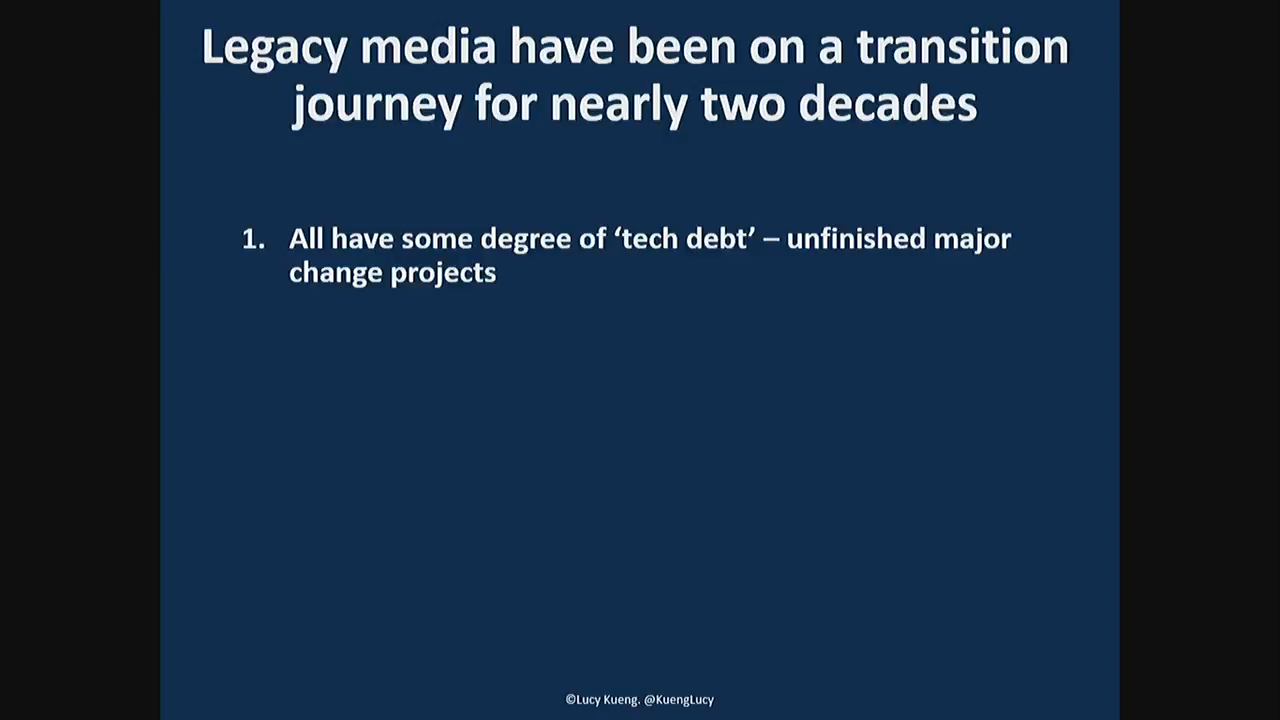 Legacy media have been on a transition
journey for nearly two decades
1. All have some degree of ‘tech debt’ – unfinished major
change projects
©Lucy Kueng. @KuengLucy